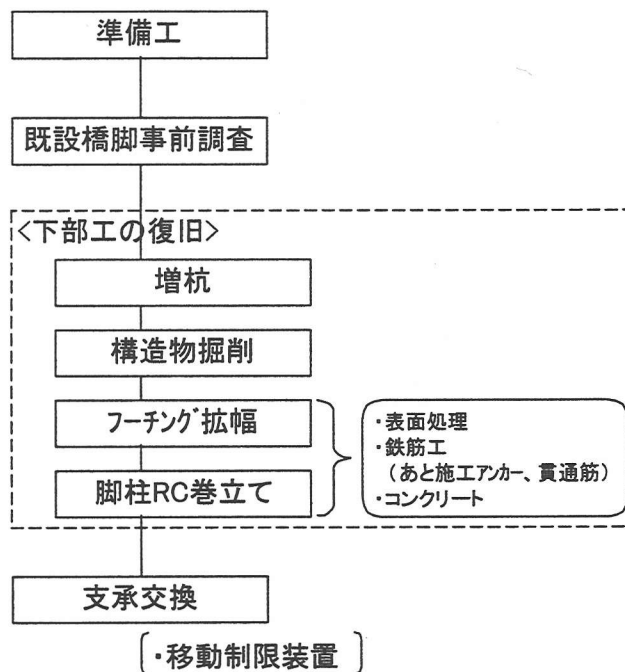 準備工
既設橋脚事前調査
<下部工の復旧>
増杭
構造物掘削
フーチング拡幅
脚柱RC巻立て
・表面処理
・鉄筋工
(あと施工アンカー、貫通筋)
・コンクリート
支承交換
・移動制限装置